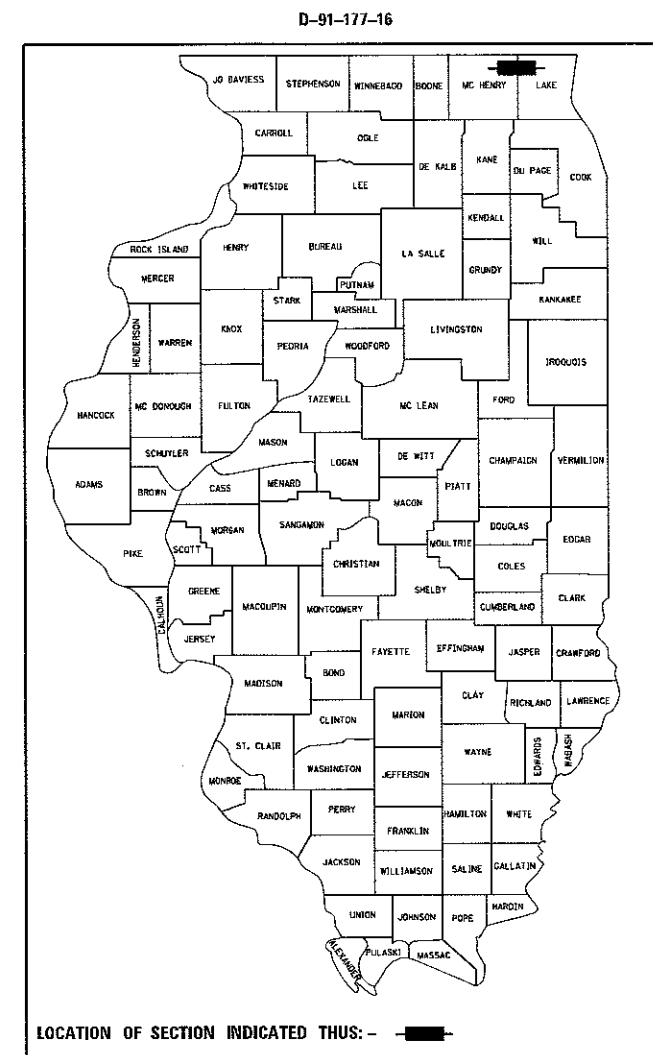 D-91-177-16
JO DAVIESS STEPHENSON WINNEBAGO BOONE MC HENRY LAKE
CARROLL OGLE
DE KALB KANE DU PAGE COOK
WHITESIDE LEE
KENDALL
ROCK ISLAND HENRY BUREAU LA SALLE WILL
GRUNDY
MERCER PUTNAM
STARK MARSHALL KANKAKEE
HENDERSON WARREN KNOX LIVINGSTON
PEORIA WOODFORD IROQUOIS
HANCOCK MC DONOUGH FULTON TAZEWELL MC LEAN FORD
MASON
SCHUYLER LOGAN DE WITT CHAMPAIGN VERMILION
ADAMS BROWN CASS MENARD PIATT
MACON
MORGAN SANGAMON DOUGLAS
PIKE SCOTT MOULTRIE EDGAR
CHRISTIAN COLES
GREENE SHELBY
CALHOUN MACOUPIN MONTGOMERY CUMBERLAND CLARK
JERSEY
FAYETTE EFFINGHAM JASPER CRAWFORD
BOND
MADISON CLAY
RICHLAND LAWRENCE
CLINTON MARION
ST. CLAIR WAYNE EDWARDS WABASH
WASHINGTON JEFFERSON
MONROE
RANDOLPH PERRY HAMILTON WHITE
FRANKLIN
JACKSON WILLIAMSON SALINE GALLATIN
HARDIN
UNION JOHNSON POPE
ALEXANDER PULASKI MASSAC
LOCATION OF SECTION INDICATED THUS: -